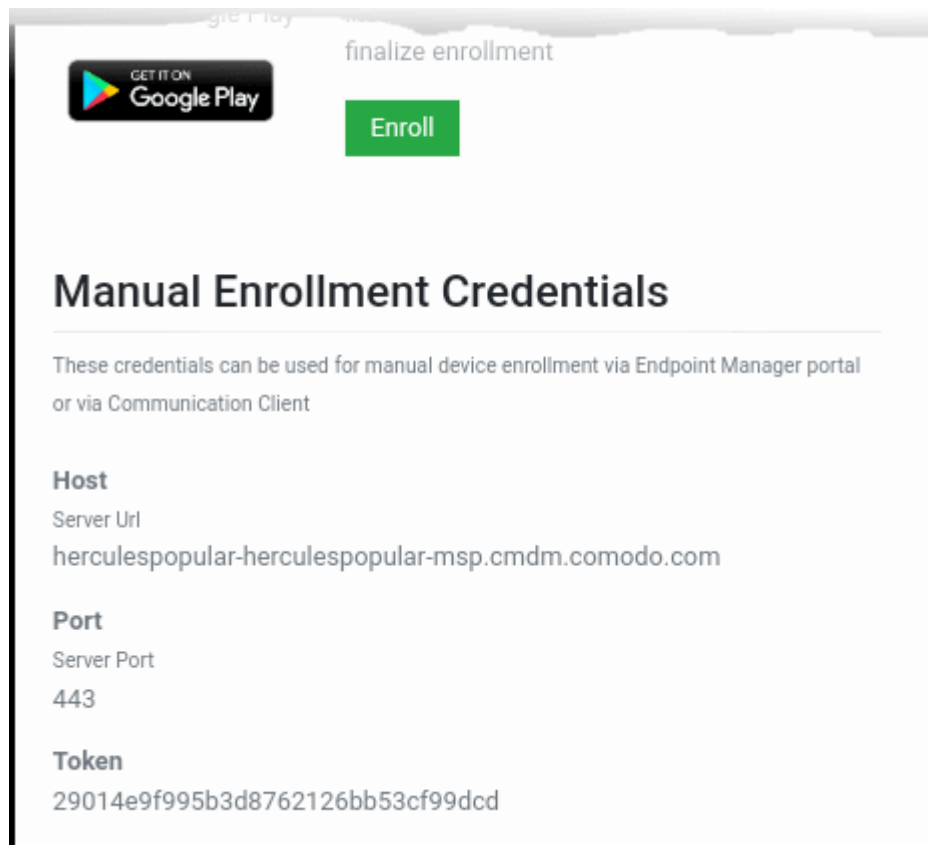 finalize enrollment
GET IT ON
Google Play
Enroll
Manual Enrollment Credentials
These credentials can be used for manual device enrollment via Endpoint Manager portal
or via Communication Client
Host
Server Url
herculespopular-herculespopular-msp.cmdm.comodo.com
Port
Server Port
443
Token
29014e9f995b3d8762126bb53cf99dcd